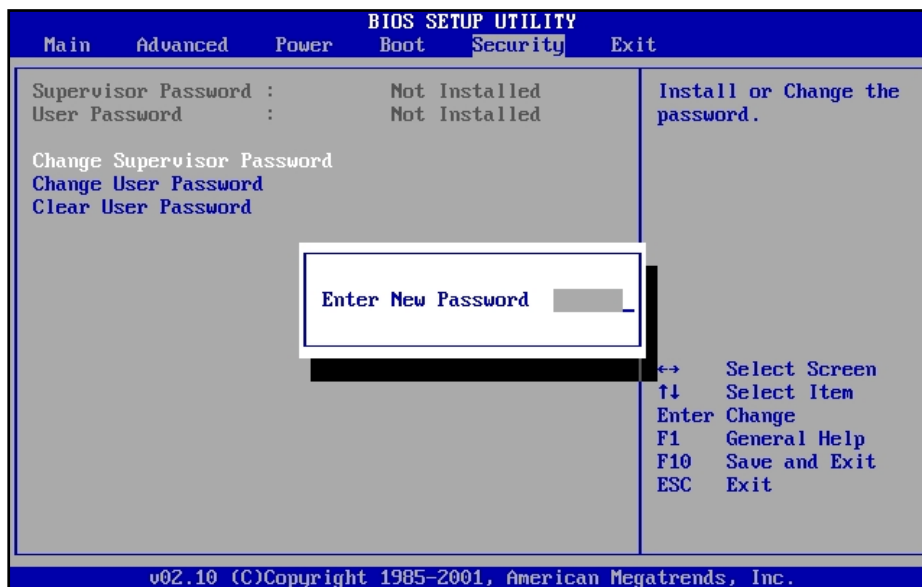 BIOS SETUP UTILITY
Main Advanced Power Boot Security Exit
Supervisor Password : Not Installed
User Password : Not Installed
Change Supervisor Password
Change User Password
Clear User Password
Enter New Password
Install or Change the
password.
↔ Select Screen
↑↓ Select Item
Enter Change
F1 General Help
F10 Save and Exit
ESC Exit
v02.10 (C)Copyright 1985-2001, American Megatrends, Inc.